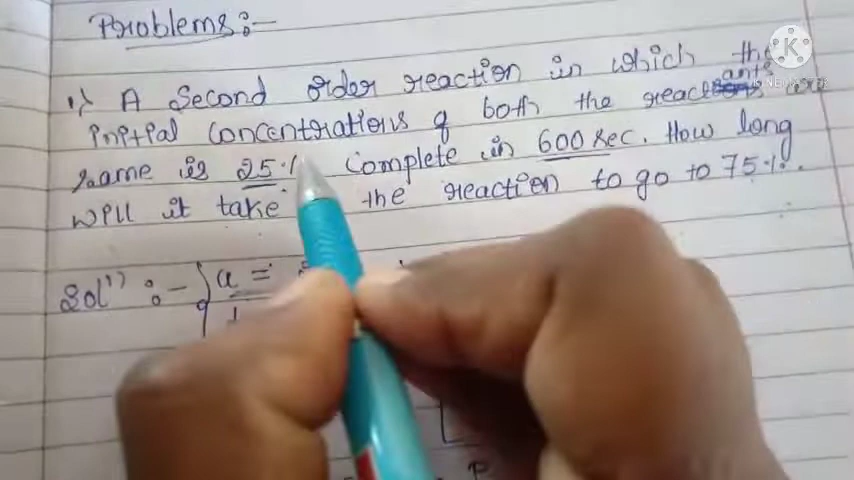 Problems :-
1) A Second order reaction in which the
initial concentrations of both the reactants are
same is 25% complete in 600 sec. How long
will it take the reaction to go to 75%.
Sol'n) :- a =